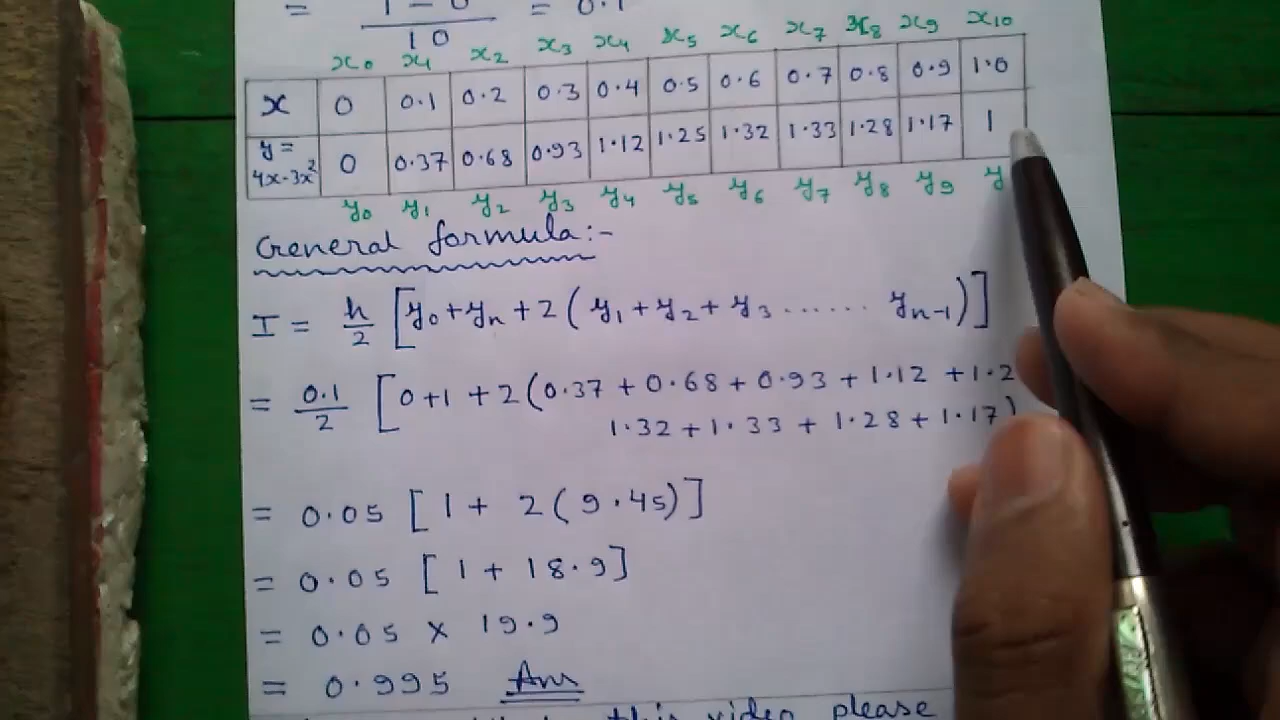 = 1 - 0 / 10 = 0.1
x₀ x₁ x₂ x₃ x₄ x₅ x₆ x₇ x₈ x₉ x₁₀
x 0 0.1 0.2 0.3 0.4 0.5 0.6 0.7 0.8 0.9 1.0
y = 4x-3x² 0 0.37 0.68 0.93 1.12 1.25 1.32 1.33 1.28 1.17 1
y₀ y₁ y₂ y₃ y₄ y₅ y₆ y₇ y₈ y₉ y
General formula:-
I = h/2 [y₀+yₙ+2(y₁+y₂+y₃......yₙ₋₁)]
= 0.1/2 [0+1+2(0.37+0.68+0.93+1.12+1.2
1.32+1.33+1.28+1.17)
= 0.05 [1+ 2(9.45)]
= 0.05 [1+18.9]
= 0.05 × 19.9
= 0.995 Ans
this video please